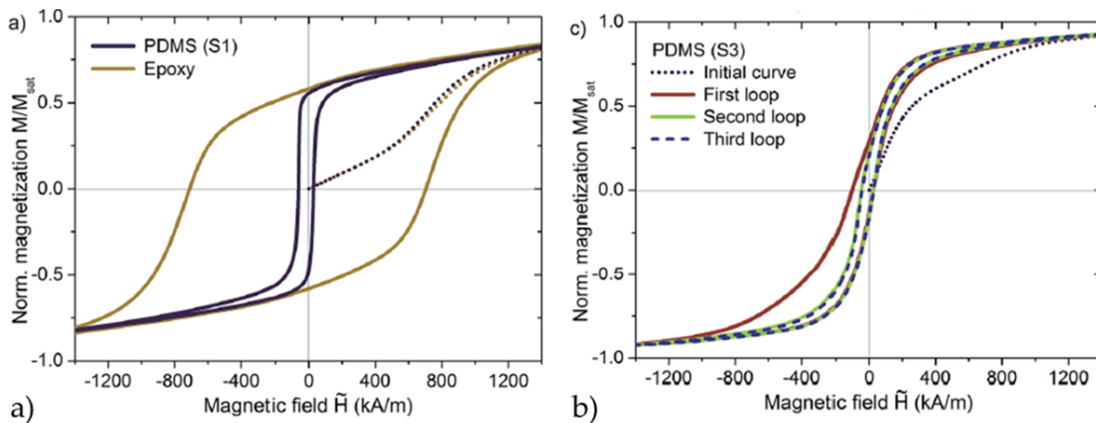 a)
PDMS (S1)
Epoxy
Norm. magnetization M/Msat
1.0
0.5
0.0
-0.5
-1.0
-1200 -800 -400 0 400 800 1200
Magnetic field H̃ (kA/m)
a)
c)
PDMS (S3)
Initial curve
First loop
Second loop
Third loop
Norm. magnetization M/Msat
1.0
0.5
0.0
-0.5
-1.0
-1200 -800 -400 0 400 800 1200
Magnetic field H̃ (kA/m)
b)